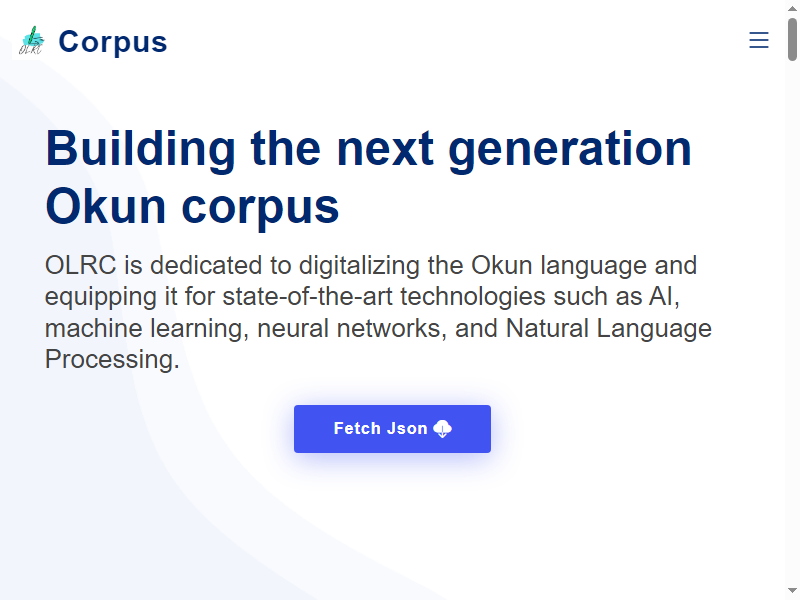 OLRC
Corpus
Building the next generation
Okun corpus
OLRC is dedicated to digitalizing the Okun language and
equipping it for state-of-the-art technologies such as AI,
machine learning, neural networks, and Natural Language
Processing.
Fetch Json